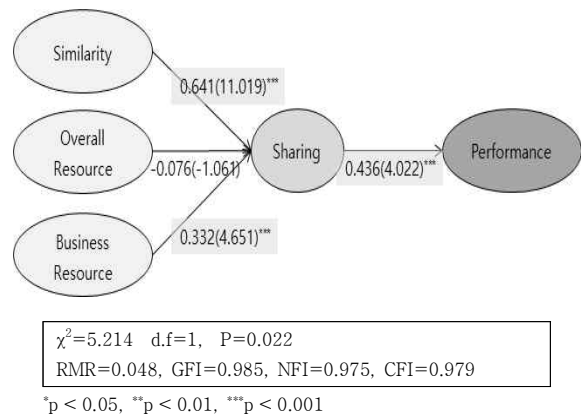 Similarity
0.641(11.019)***
Overall
Resource
-0.076(-1.061)
Sharing
0.436(4.022)***
Performance
Business
Resource
0.332(4.651)***
χ²=5.214 d.f=1, P=0.022
RMR=0.048, GFI=0.985, NFI=0.975, CFI=0.979
*p < 0.05, **p < 0.01, ***p < 0.001